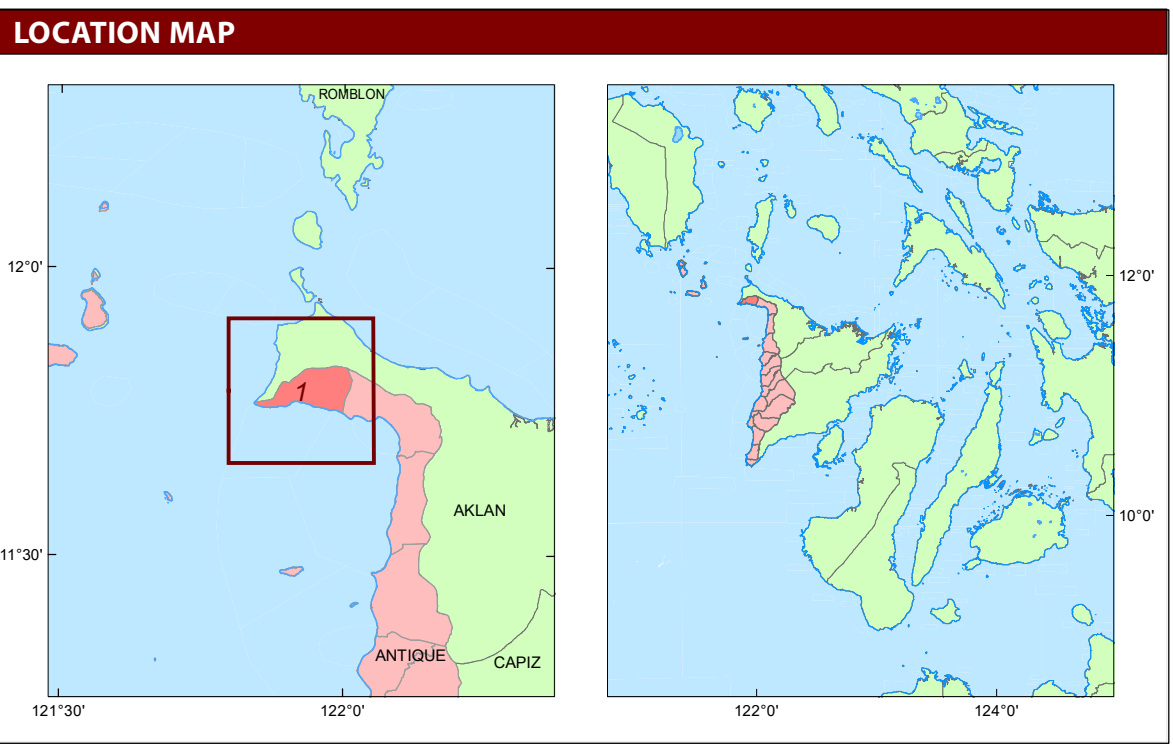 LOCATION MAP
ROMBLON
12°0'
1
AKLAN
11°30'
ANTIQUE
CAPIZ
121°30'
122°0'
12°0'
10°0'
122°0'
124°0'